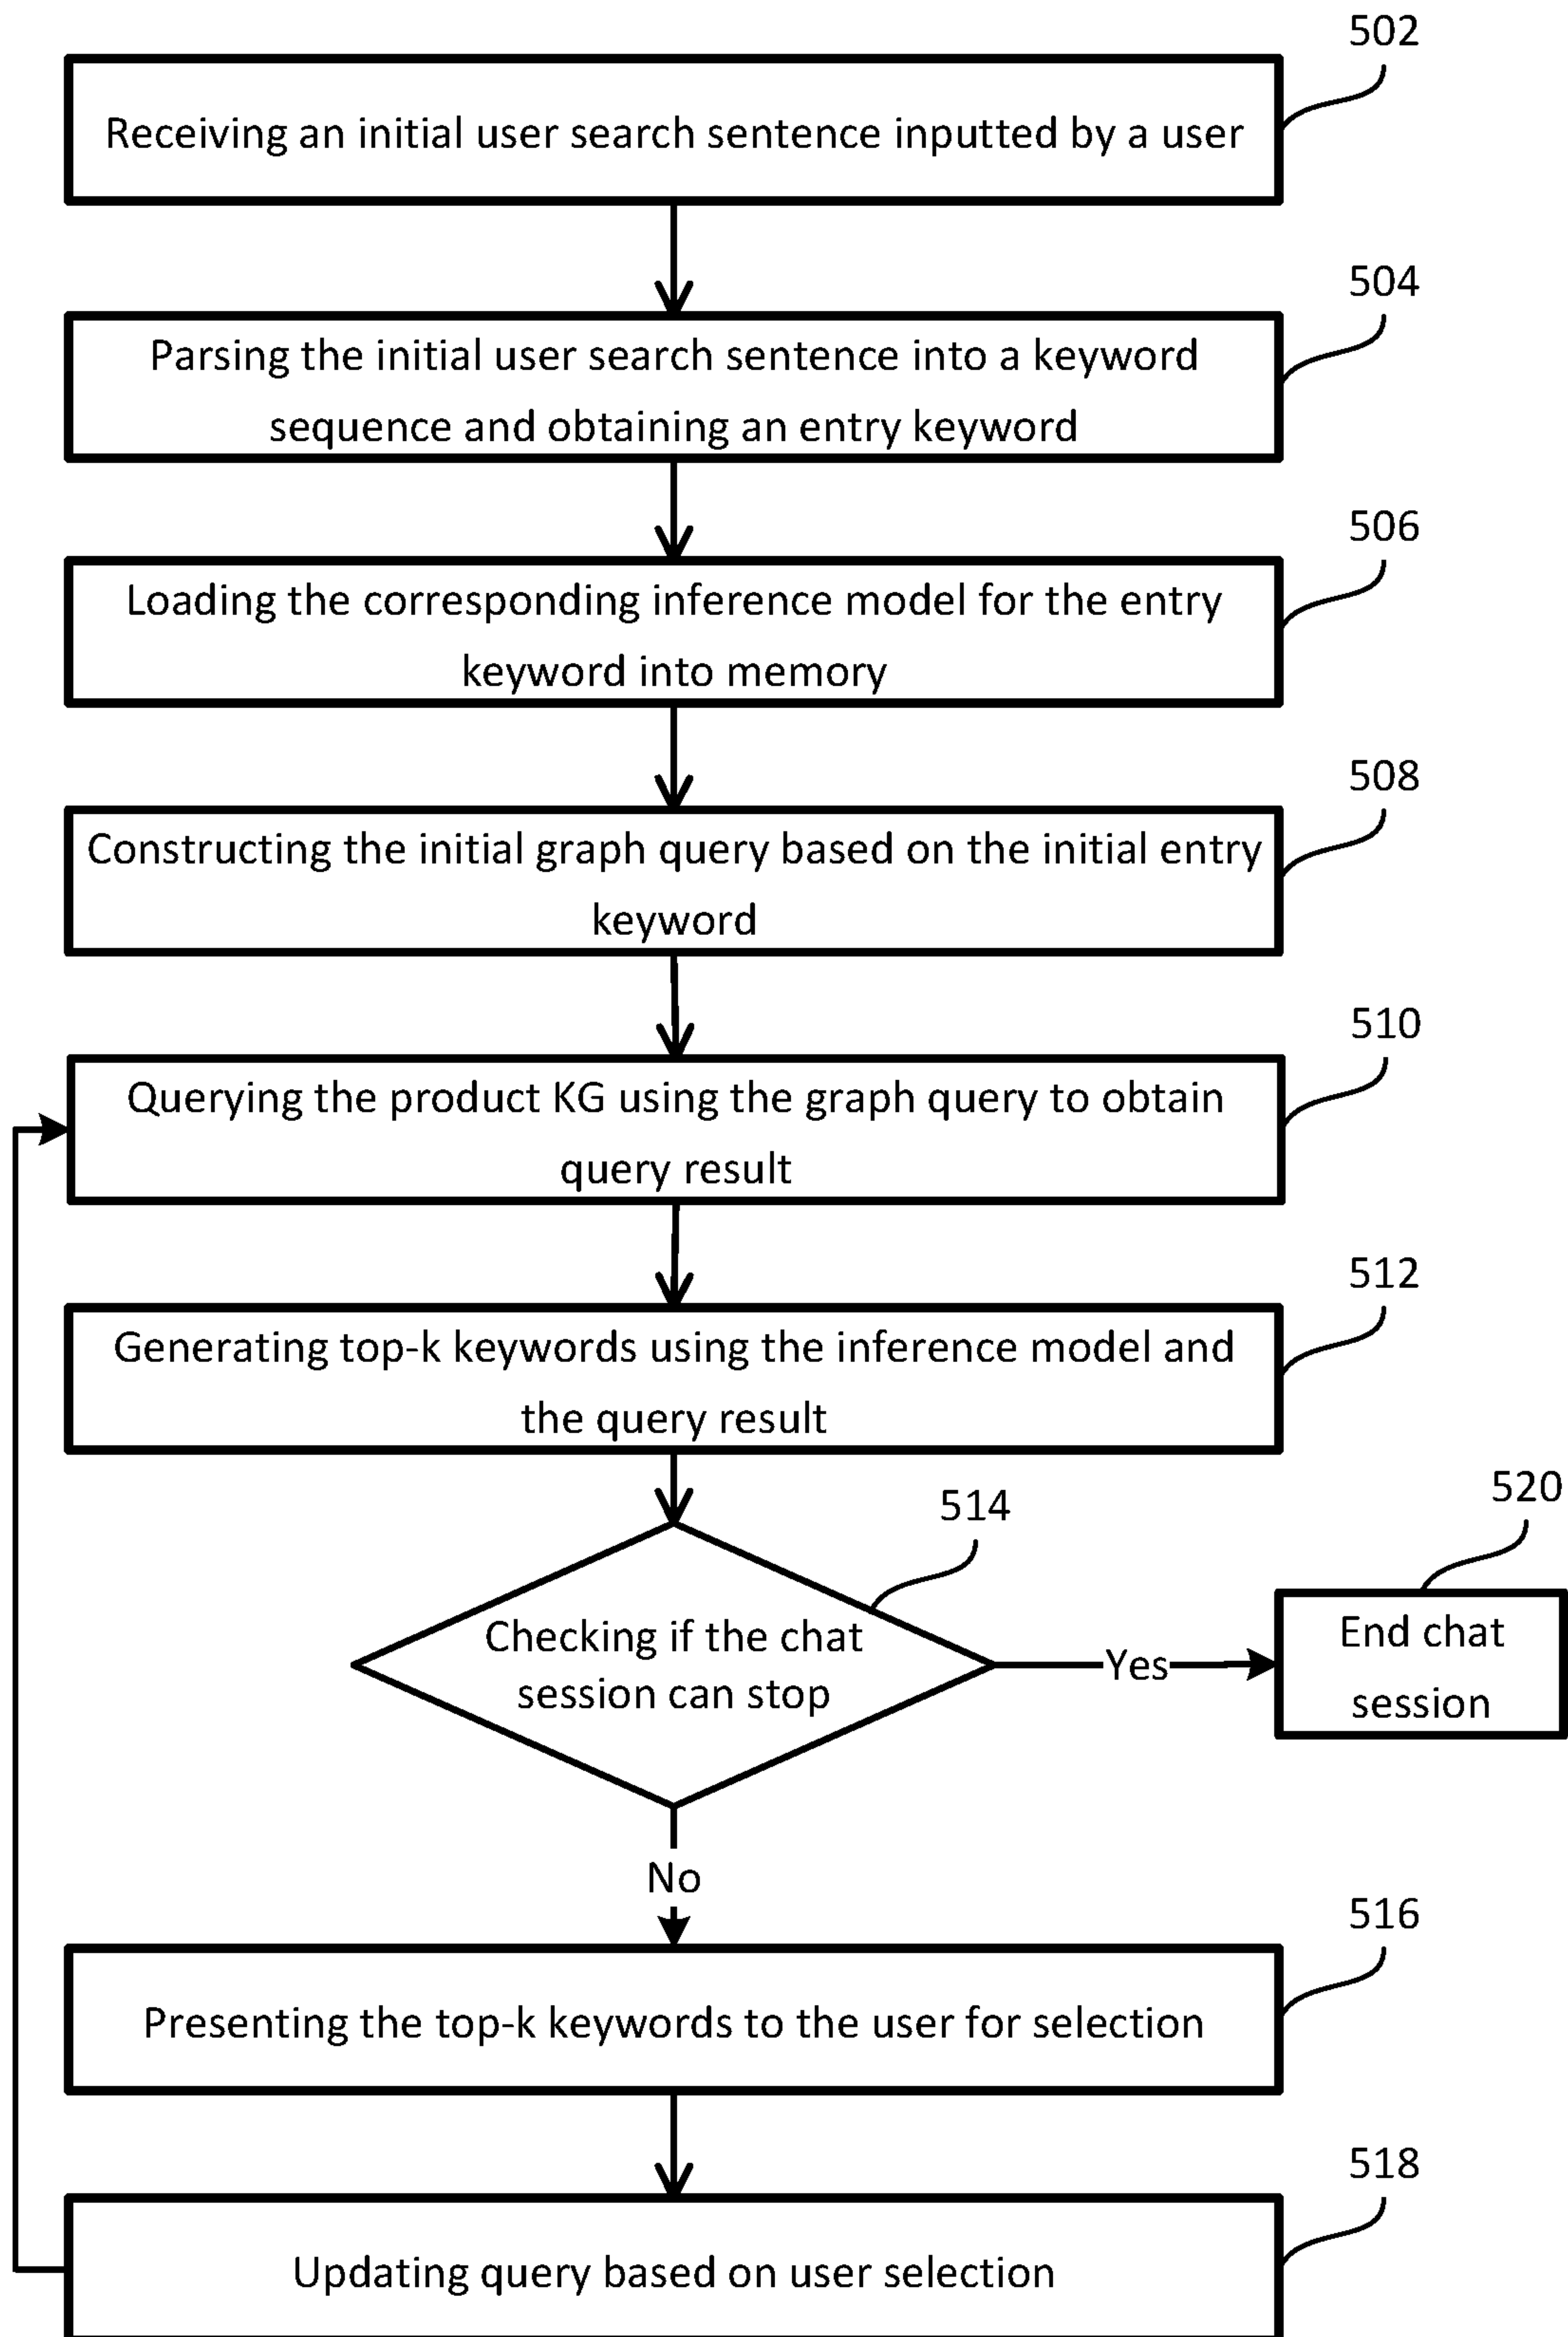 502
Receiving an initial user search sentence inputted by a user
504
Parsing the initial user search sentence into a keyword
sequence and obtaining an entry keyword
506
Loading the corresponding inference model for the entry
keyword into memory
508
Constructing the initial graph query based on the initial entry
keyword
510
Querying the product KG using the graph query to obtain
query result
512
Generating top-k keywords using the inference model and
the query result
514
Checking if the chat
session can stop
Yes
520
End chat
session
No
516
Presenting the top-k keywords to the user for selection
518
Updating query based on user selection